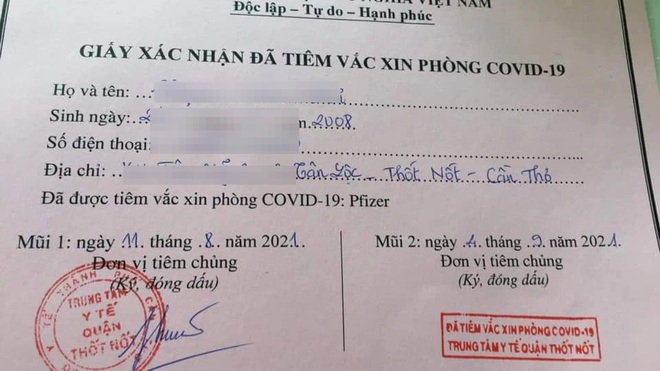 VIỆT NAM
Độc lập – Tự do – Hạnh phúc
GIẤY XÁC NHẬN ĐÃ TIÊM VẮC XIN PHÒNG COVID-19
Họ và tên:
Sinh ngày: 2008
Số điện thoại:
Địa chỉ: Tân Lộc - Thốt Nốt - Cần Thơ
Đã được tiêm vắc xin phòng COVID-19: Pfizer
Mũi 1: ngày 11. tháng .8. năm 2021.
Đơn vị tiêm chủng
(Ký, đóng dấu)
TRUNG TÂM
Y TẾ
QUẬN
THỐT NỐT
Mũi 2: ngày .4. tháng .9. năm 2021.
Đơn vị tiêm chủng
(Ký, đóng dấu)
ĐÃ TIÊM VẮC XIN PHÒNG COVID-19
TRUNG TÂM Y TẾ QUẬN THỐT NỐT